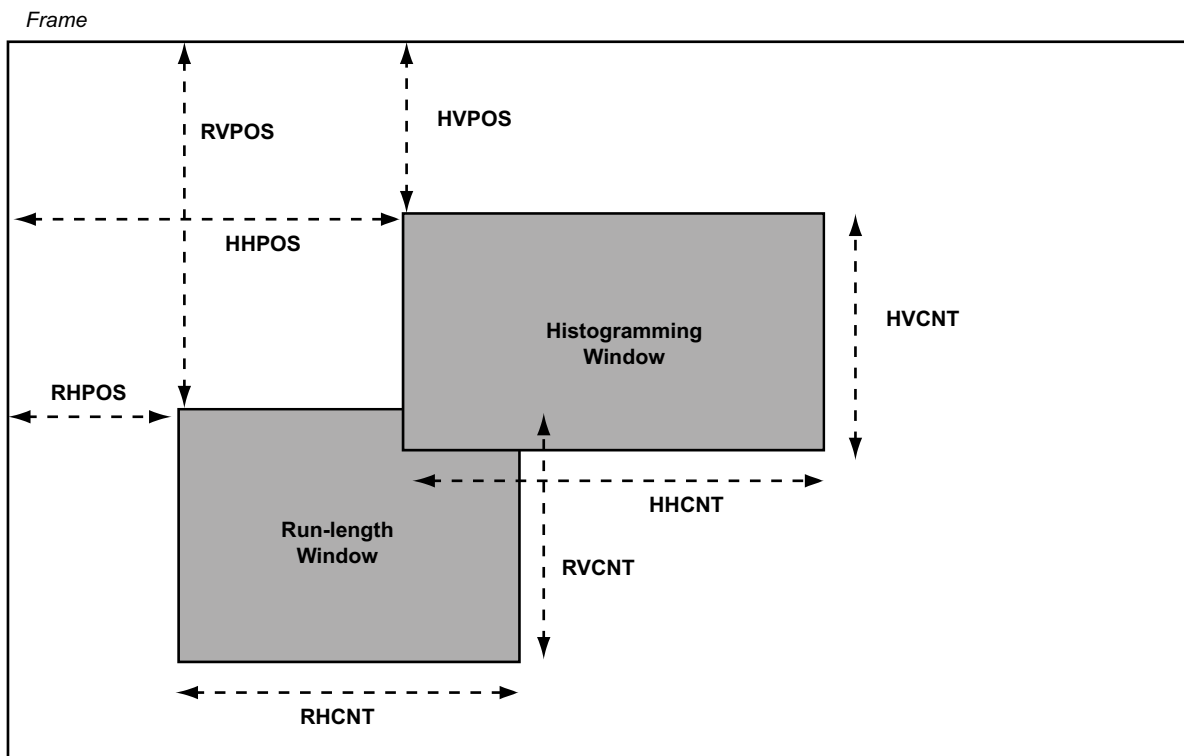 Frame
HVPOS
RVPOS
HHPOS
Histogramming
Window
HVCNT
RHPOS
HHCNT
Run-length
Window
RVCNT
RHCNT